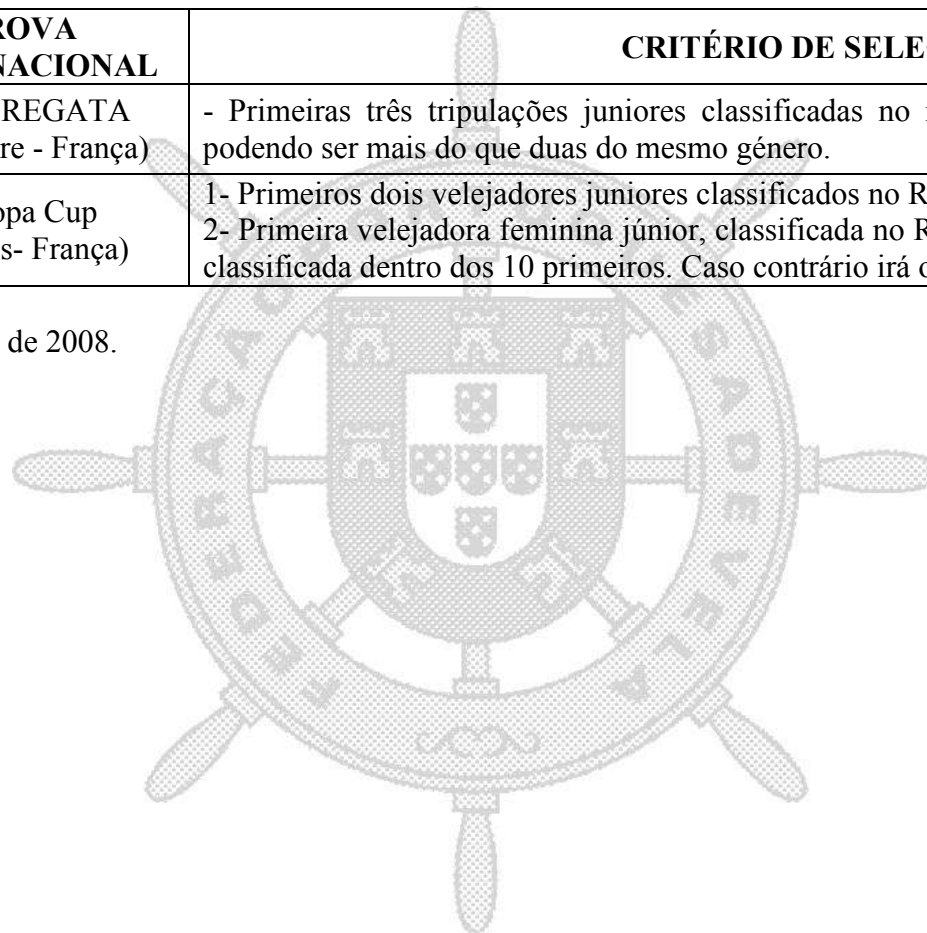 ROVA
NACIONAL
CRITÉRIO DE SELE
REGATA
re - França)
- Primeiras três tripulações juniores classificadas no
podendo ser mais do que duas do mesmo género.
opa Cup
s- França)
1- Primeiros dois velejadores juniores classificados no R
2- Primeira velejadora feminina júnior, classificada no R
classificada dentro dos 10 primeiros. Caso contrário irá o
de 2008.
FEDERAÇÃO PORTUGUESA DE VELA